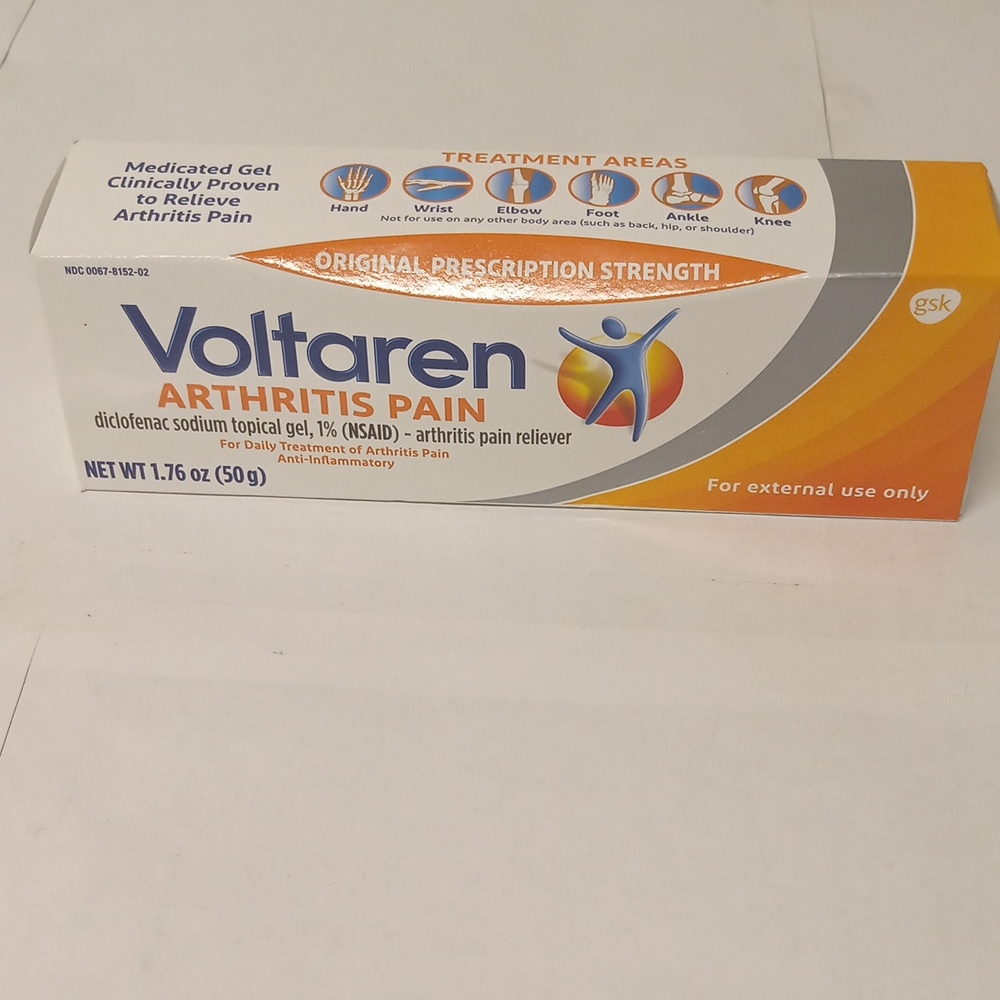 Medicated Gel
Clinically Proven
to Relieve
Arthritis Pain
TREATMENT AREAS
Hand Wrist Elbow Foot Ankle Knee
Not for use on any other body area (such as back, hip, or shoulder)
NDC 0067-8152-02
ORIGINAL PRESCRIPTION STRENGTH
gsk
Voltaren
ARTHRITIS PAIN
diclofenac sodium topical gel, 1% (NSAID) – arthritis pain reliever
For Daily Treatment of Arthritis Pain
Anti-Inflammatory
NET WT 1.76 oz (50 g)
For external use only